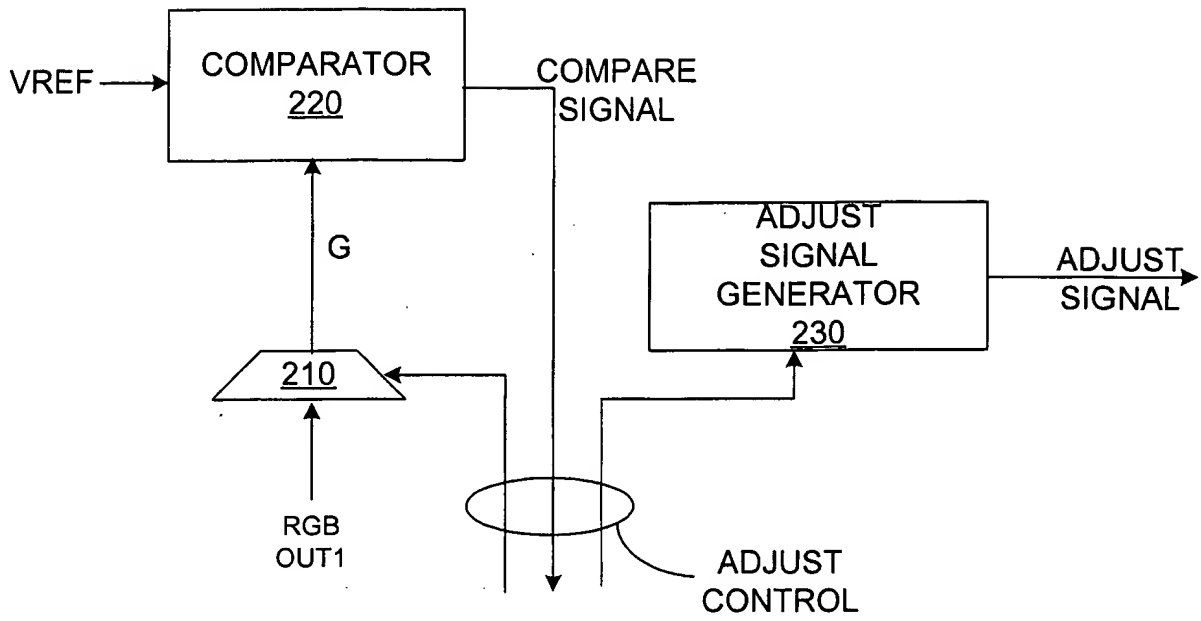 VREF
COMPARATOR
220
COMPARE
SIGNAL
G
210
RGB
OUT1
ADJUST
SIGNAL
GENERATOR
230
ADJUST
SIGNAL
ADJUST
CONTROL